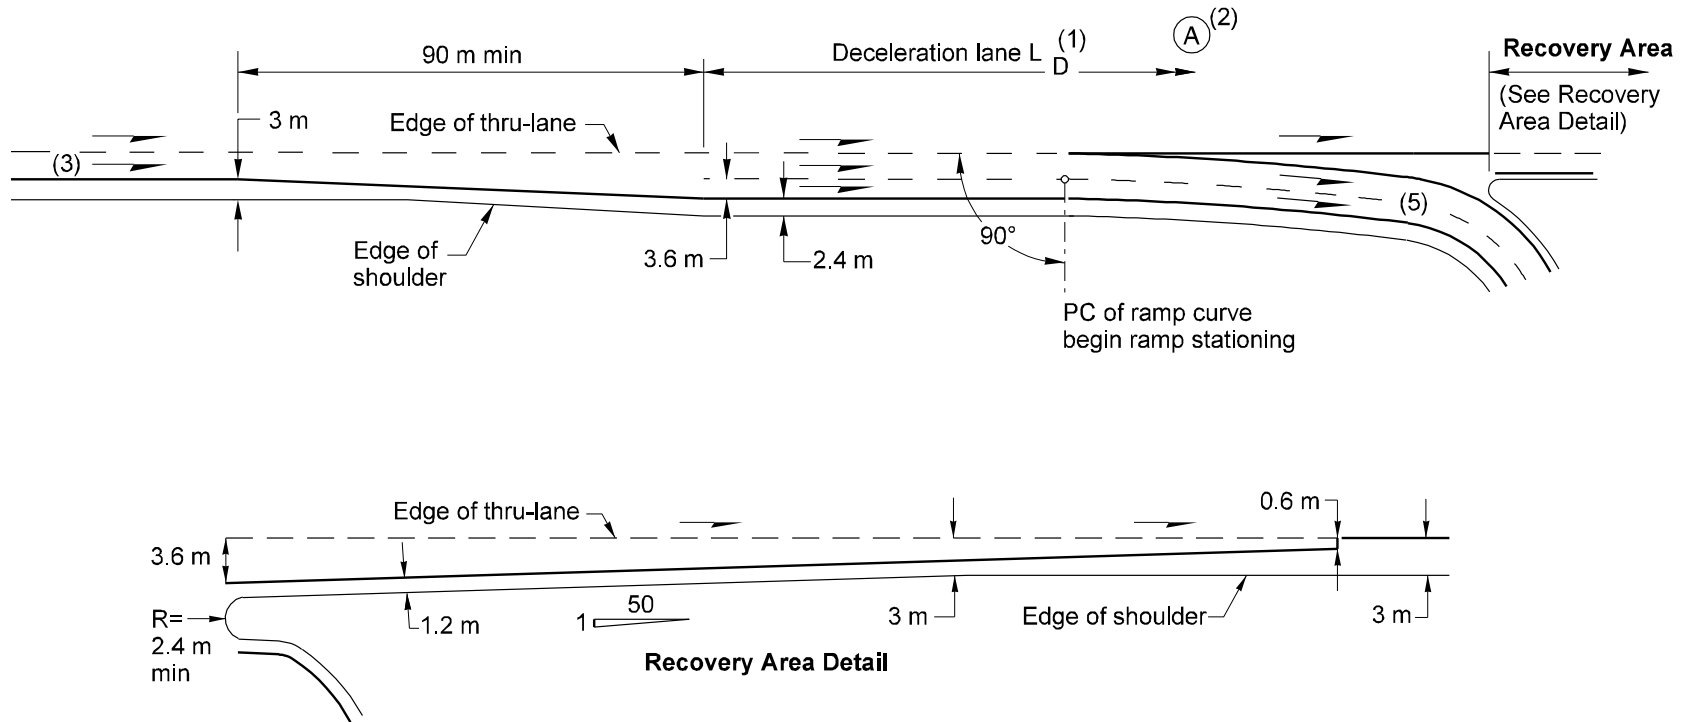 90 m min
Deceleration lane L D (1)
A (2)
Recovery Area
(See Recovery
Area Detail)
3 m
Edge of thru-lane
(3)
(5)
Edge of
shoulder
3.6 m
2.4 m
90°
PC of ramp curve
begin ramp stationing
Edge of thru-lane
0.6 m
3.6 m
R=
2.4 m
min
1.2 m
50
1
3 m
Edge of shoulder
3 m
Recovery Area Detail